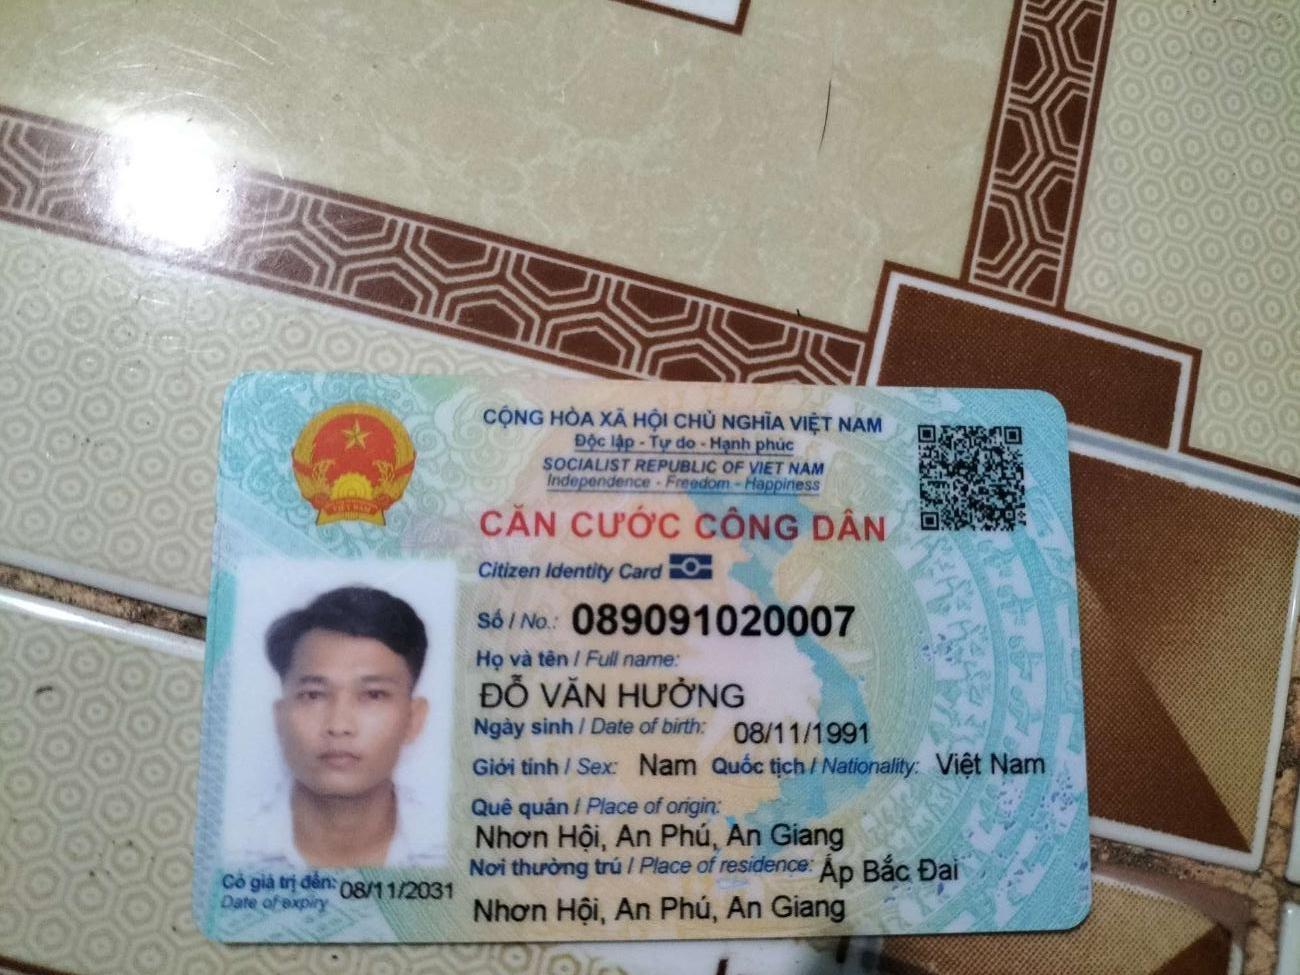 CỘNG HÒA XÃ HỘI CHỦ NGHĨA VIỆT NAM
Độc lập - Tự do - Hạnh phúc
SOCIALIST REPUBLIC OF VIET NAM
Independence - Freedom - Happiness
CĂN CƯỚC CÔNG DÂN
Citizen Identity Card
Số / No.: 089091020007
Họ và tên / Full name:
ĐỖ VĂN HƯỞNG
Ngày sinh / Date of birth: 08/11/1991
Giới tính / Sex: Nam Quốc tịch / Nationality: Việt Nam
Quê quán / Place of origin:
Nhơn Hội, An Phú, An Giang
Nơi thường trú / Place of residence: Ấp Bắc Đai
Nhơn Hội, An Phú, An Giang
Có giá trị đến: 08/11/2031
Date of expiry